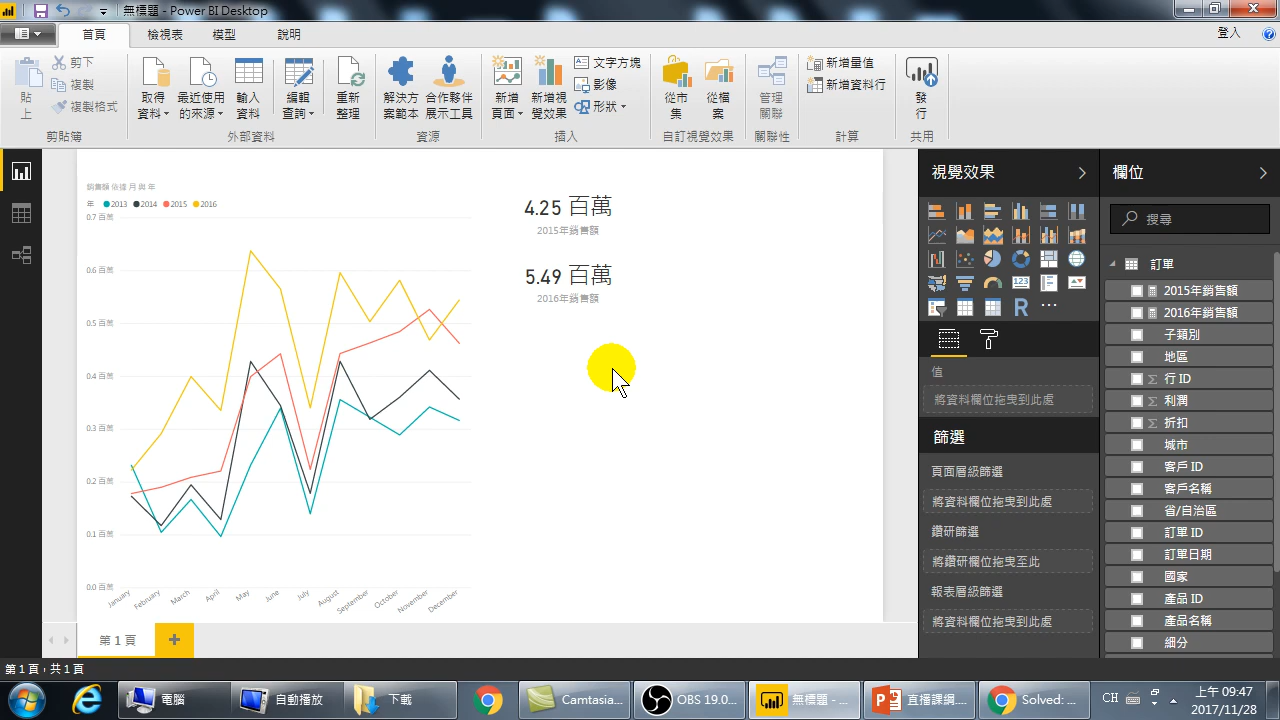 無標題 - Power BI Desktop
首頁
檢視表
模型
說明
登入
貼上
剪下
複製
複製格式
取得資料
最近使用的來源
輸入資料
編輯查詢
重新整理
解決方案範本
合作夥伴展示工具
新增頁面
新增視覺效果
文字方塊
影像
形狀
從市集
從檔案
管理關聯
新增量值
新增資料行
發行
剪貼簿
外部資料
資源
插入
自訂視覺效果
關聯性
計算
共用
銷售額 依據 月 與 年
年 2013 2014 2015 2016
0.7 百萬
0.6 百萬
0.5 百萬
0.4 百萬
0.3 百萬
0.2 百萬
0.1 百萬
0.0 百萬
January
February
March
April
May
June
July
August
September
October
November
December
4.25 百萬
2015年銷售額
5.49 百萬
2016年銷售額
視覺效果
123
R
值
將資料欄位拖曳到此處
篩選
頁面層級篩選
將資料欄位拖曳到此處
鑽研篩選
將鑽研欄位拖曳至此
報表層級篩選
將資料欄位拖曳到此處
欄位
搜尋
訂單
2015年銷售額
2016年銷售額
子類別
地區
Σ 行 ID
Σ 利潤
Σ 折扣
城市
客戶 ID
客戶名稱
省/自治區
訂單 ID
訂單日期
國家
產品 ID
產品名稱
細分
第 1 頁
第 1 頁，共 1 頁
電腦
自動播放
下載
Camtasia...
OBS 19.0...
無標題 - ...
直播課綱....
Solved: ...
CH
上午 09:47
2017/11/28